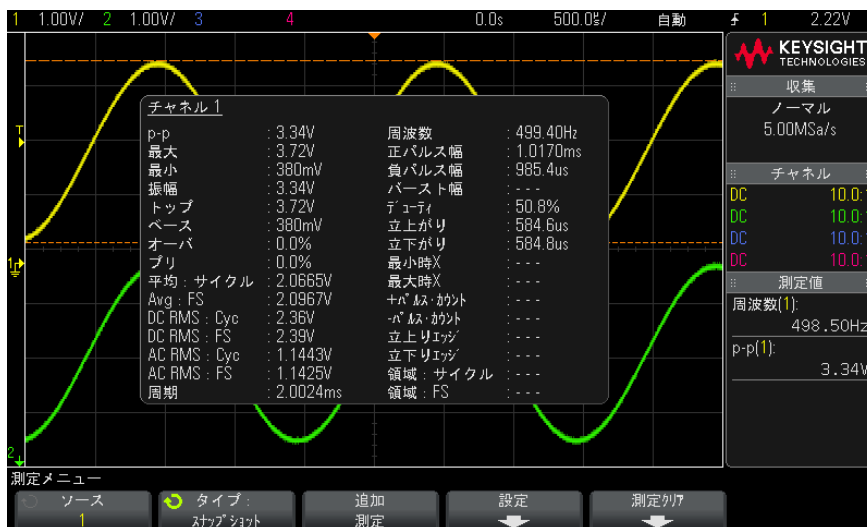 1 1.00V/ 2 1.00V/ 3 4 0.0s 500.0㎲/ 自動 1 2.22V
KEYSIGHT
TECHNOLOGIES
収集
ノーマル
5.00MSa/s
チャネル
DC 10.0:
DC 10.0:
DC 10.0:
DC 10.0:
測定値
周波数(1):
498.50Hz
p-p(1):
3.34V
T
1
2
チャネル 1
p-p : 3.34V
最大 : 3.72V
最小 : 380mV
振幅 : 3.34V
トップ : 3.72V
ベース : 380mV
オーバ : 0.0%
プリ : 0.0%
平均 : サイクル : 2.0665V
Avg : FS : 2.0967V
DC RMS : Cyc : 2.36V
DC RMS : FS : 2.39V
AC RMS : Cyc : 1.1443V
AC RMS : FS : 1.1425V
周期 : 2.0024ms
周波数 : 499.40Hz
正パルス幅 : 1.0170ms
負パルス幅 : 985.4us
バースト幅 : ---
デューティ : 50.8%
立上がり : 584.6us
立下がり : 584.8us
最小時X : ---
最大時X : ---
+パルス・カウント : ---
-パルス・カウント : ---
立上りエッジ : ---
立下りエッジ : ---
領域 : サイクル : ---
領域 : FS : ---
測定メニュー
ソース
1
タイプ :
スナップショット
追加
測定
設定
測定クリア